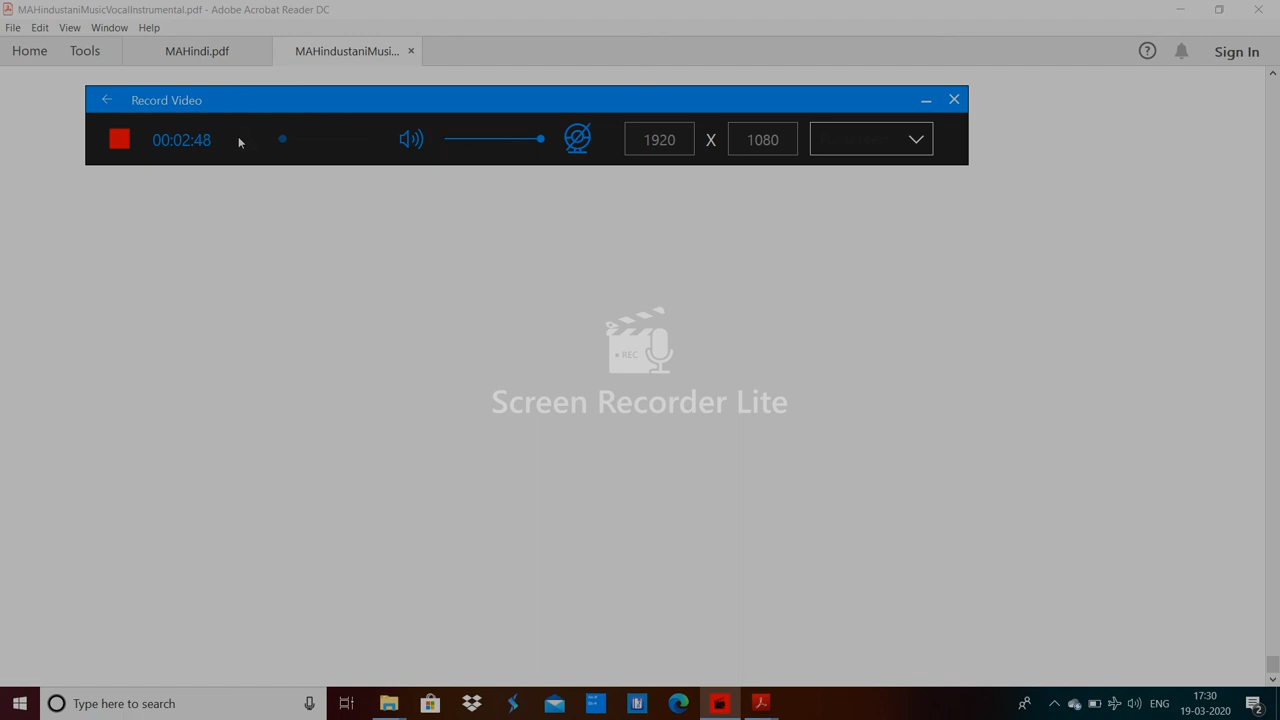 MAHindustaniMusicVocalInstrumental.pdf - Adobe Acrobat Reader DC
File Edit View Window Help
Home Tools MAHindi.pdf MAHindustaniMusi... × Sign In
Record Video
00:02:48 1920 X 1080
REC
Screen Recorder Lite
Type here to search
ENG 17:30
19-03-2020 2